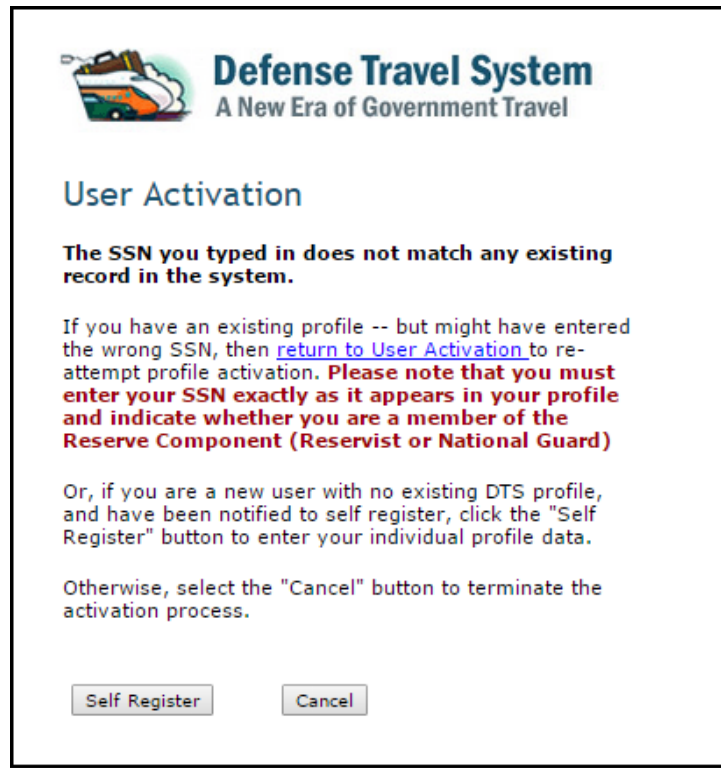 Defense Travel System
A New Era of Government Travel
User Activation
The SSN you typed in does not match any existing
record in the system.
If you have an existing profile -- but might have entered
the wrong SSN, then return to User Activation to re-
attempt profile activation. Please note that you must
enter your SSN exactly as it appears in your profile
and indicate whether you are a member of the
Reserve Component (Reservist or National Guard)
Or, if you are a new user with no existing DTS profile,
and have been notified to self register, click the "Self
Register" button to enter your individual profile data.
Otherwise, select the "Cancel" button to terminate the
activation process.
Self Register Cancel